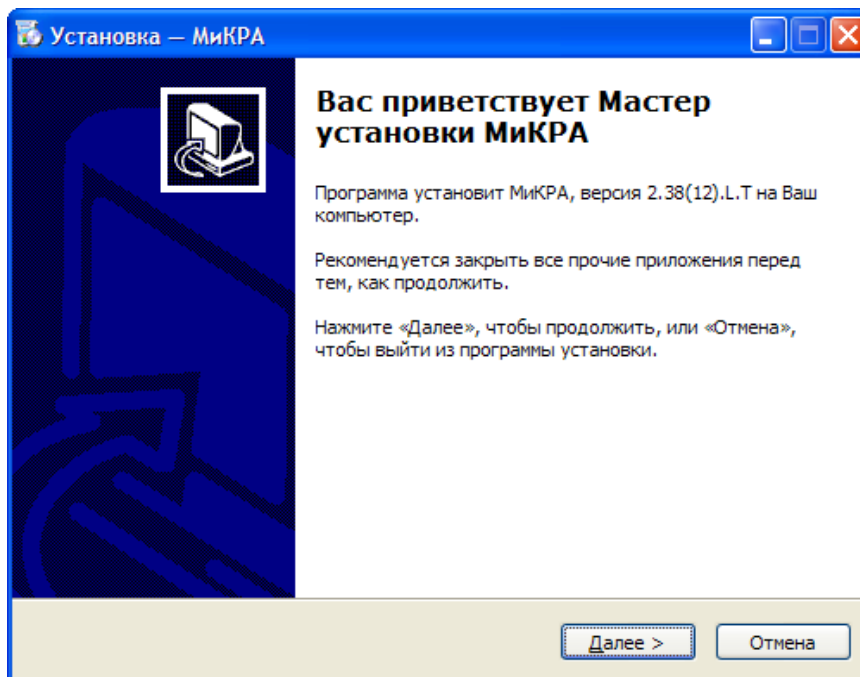 Установка — МиКРА
Вас приветствует Мастер
установки МиКРА
Программа установит МиКРА, версия 2.38(12).L.T на Ваш
компьютер.
Рекомендуется закрыть все прочие приложения перед
тем, как продолжить.
Нажмите «Далее», чтобы продолжить, или «Отмена»,
чтобы выйти из программы установки.
Далее >
Отмена